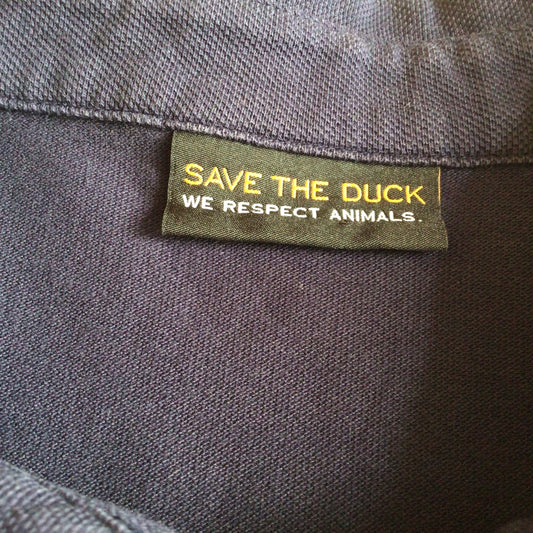 SAVE THE DUCK
WE RESPECT ANIMALS.